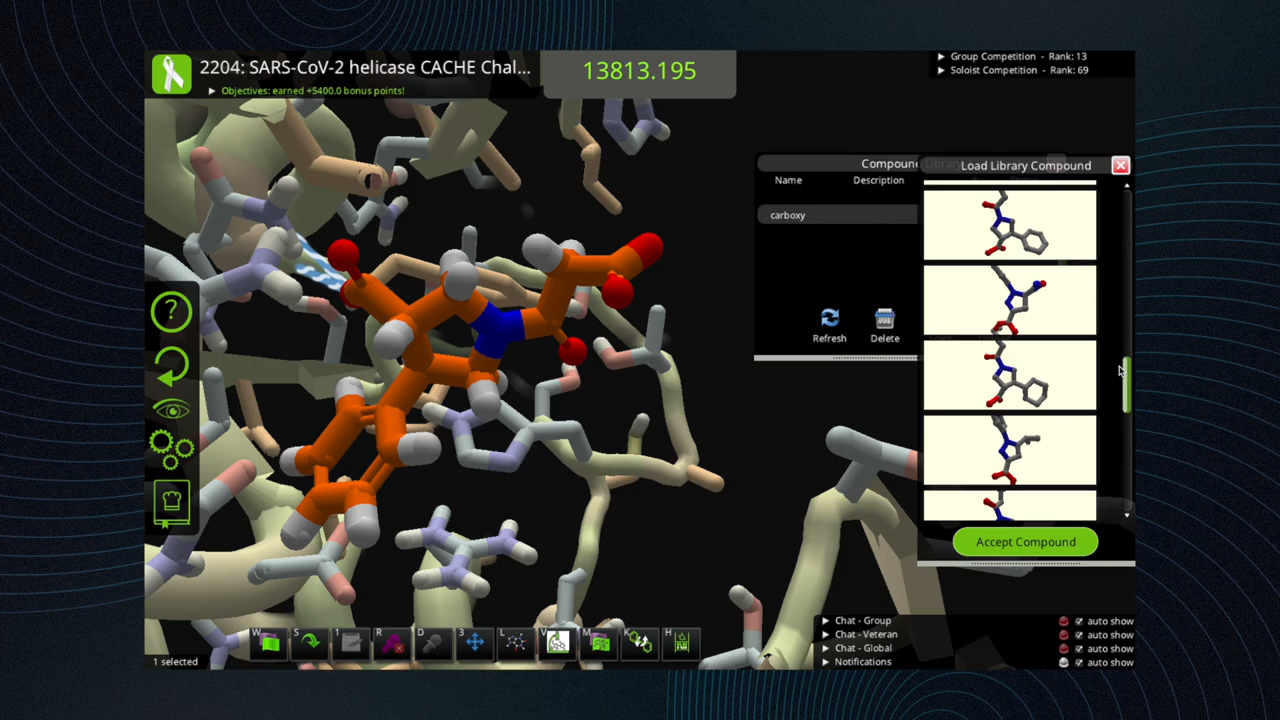 2204: SARS-CoV-2 helicase CACHE Chal...
Objectives: earned +5400.0 bonus points!
13813.195
Group Competition - Rank: 13
Soloist Competition - Rank: 69
Load Library Compound
Name Description
carboxy
Refresh Delete
Accept Compound
?
W S 1 R D 3 L V M K H
1 selected
Chat - Group auto show
Chat - Veteran auto show
Chat - Global auto show
Notifications auto show